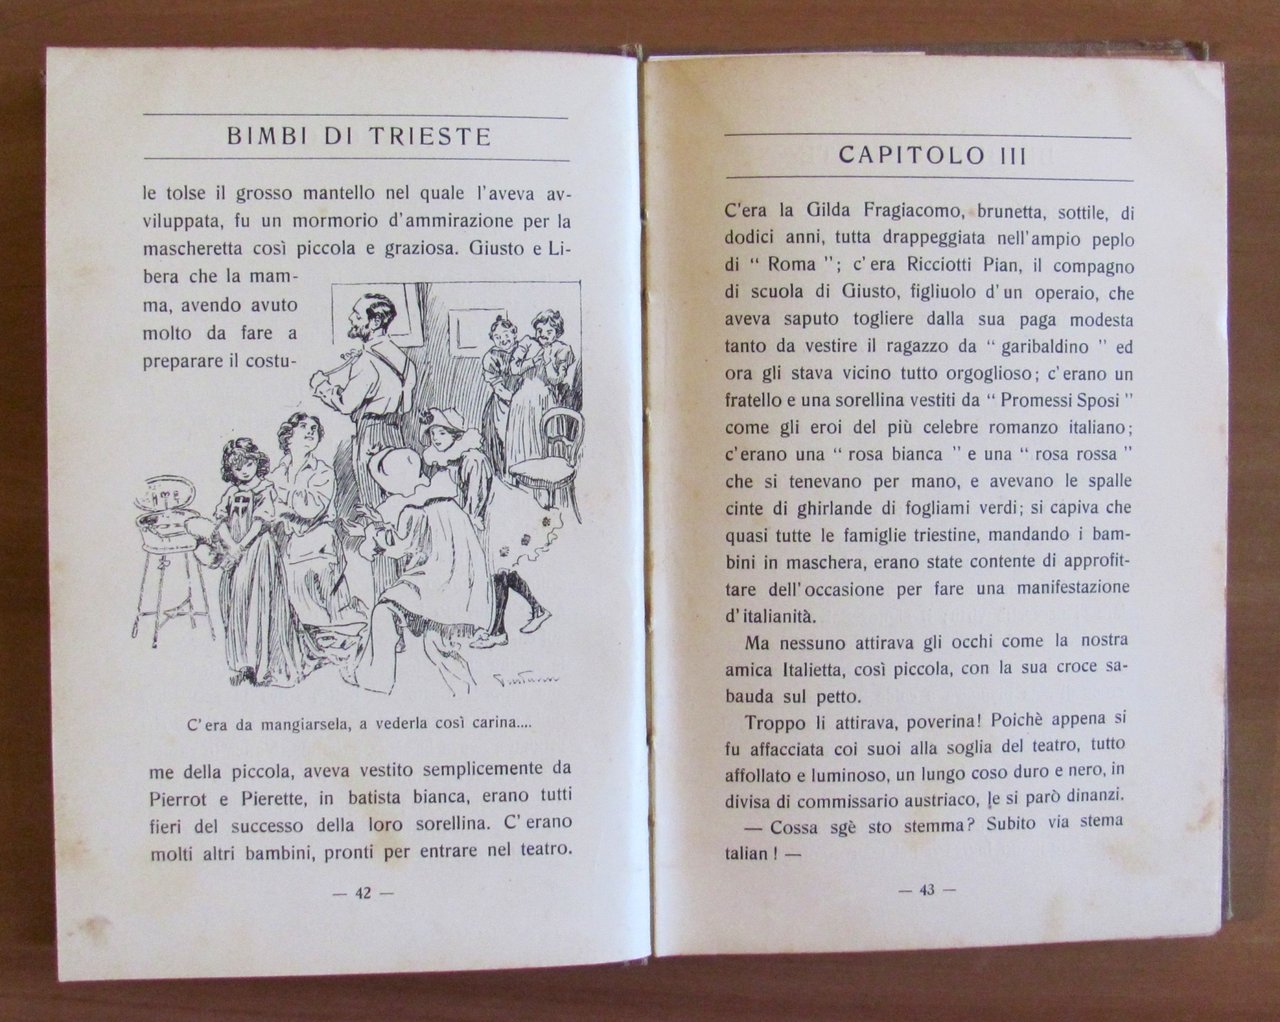 BIMBI DI TRIESTE
le tolse il grosso mantello nel quale l'aveva av-
viluppata, fu un mormorio d'ammirazione per la
mascheretta così piccola e graziosa. Giusto e Li-
bera che la mam-
ma, avendo avuto
molto da fare a
preparare il costu-
C'era da mangiarsela, a vederla così carina....
me della piccola, aveva vestito semplicemente da
Pierrot e Pierette, in batista bianca, erano tutti
fieri del successo della loro sorellina. C'erano
molti altri bambini, pronti per entrare nel teatro.
— 42 —
CAPITOLO III
C'era la Gilda Fragiacomo, brunetta, sottile, di
dodici anni, tutta drappeggiata nell'ampio peplo
di “ Roma ”; c'era Ricciotti Pian, il compagno
di scuola di Giusto, figliuolo d'un operaio, che
aveva saputo togliere dalla sua paga modesta
tanto da vestire il ragazzo da “ garibaldino ” ed
ora gli stava vicino tutto orgoglioso; c'erano un
fratello e una sorellina vestiti da “ Promessi Sposi ”
come gli eroi del più celebre romanzo italiano;
c'erano una “ rosa bianca ” e una “ rosa rossa ”
che si tenevano per mano, e avevano le spalle
cinte di ghirlande di fogliami verdi; si capiva che
quasi tutte le famiglie triestine, mandando i bam-
bini in maschera, erano state contente di approfit-
tare dell'occasione per fare una manifestazione
d'italianità.
Ma nessuno attirava gli occhi come la nostra
amica Italietta, così piccola, con la sua croce sa-
bauda sul petto.
Troppo li attirava, poverina! Poichè appena si
fu affacciata coi suoi alla soglia del teatro, tutto
affollato e luminoso, un lungo coso duro e nero, in
divisa di commissario austriaco, le si parò dinanzi.
— Cossa sgè sto stemma? Subito via stema
talian ! —
— 43 —